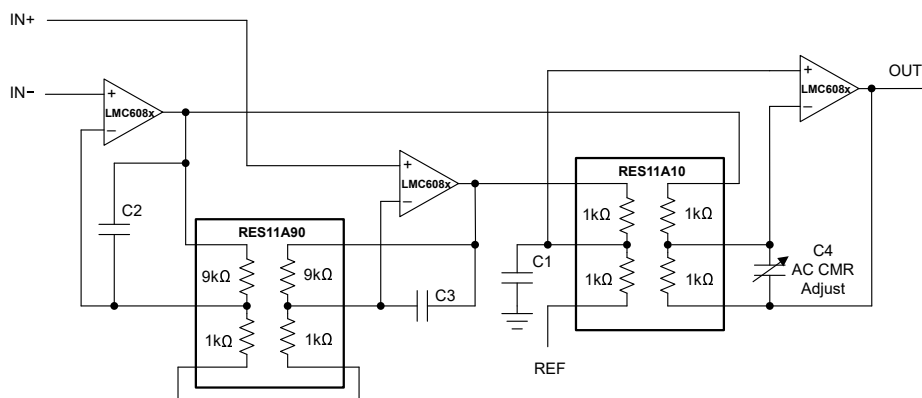 IN+
OUT
+
LMC608x
−
IN−
+
LMC608x
−
+
LMC608x
−
RES11A10
1kΩ
1kΩ
C2
RES11A90
C1
C4
AC CMR
Adjust
9kΩ
9kΩ
1kΩ
1kΩ
C3
1kΩ
1kΩ
REF